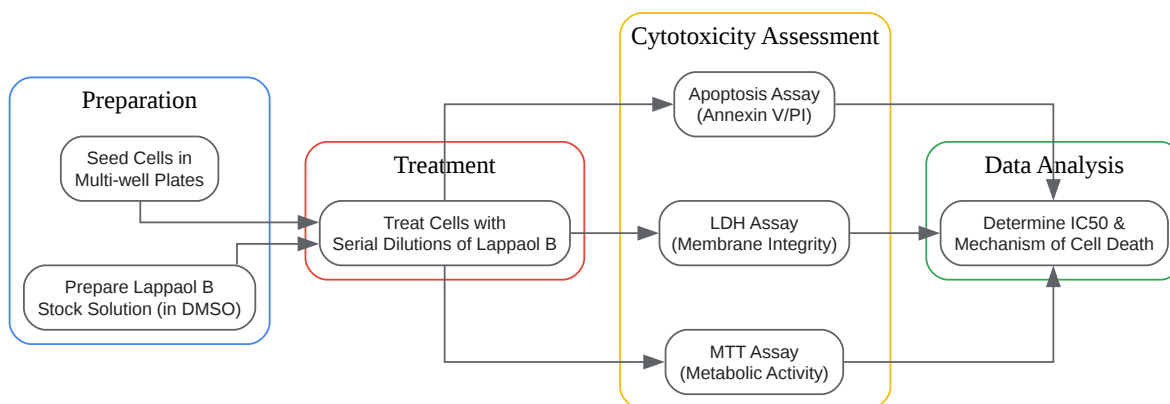 Preparation
Seed Cells in
Multi-well Plates
Prepare Lappaol B
Stock Solution (in DMSO)
Treatment
Treat Cells with
Serial Dilutions of Lappaol B
Cytotoxicity Assessment
Apoptosis Assay
(Annexin V/PI)
LDH Assay
(Membrane Integrity)
MTT Assay
(Metabolic Activity)
Data Analysis
Determine IC50 &
Mechanism of Cell Death